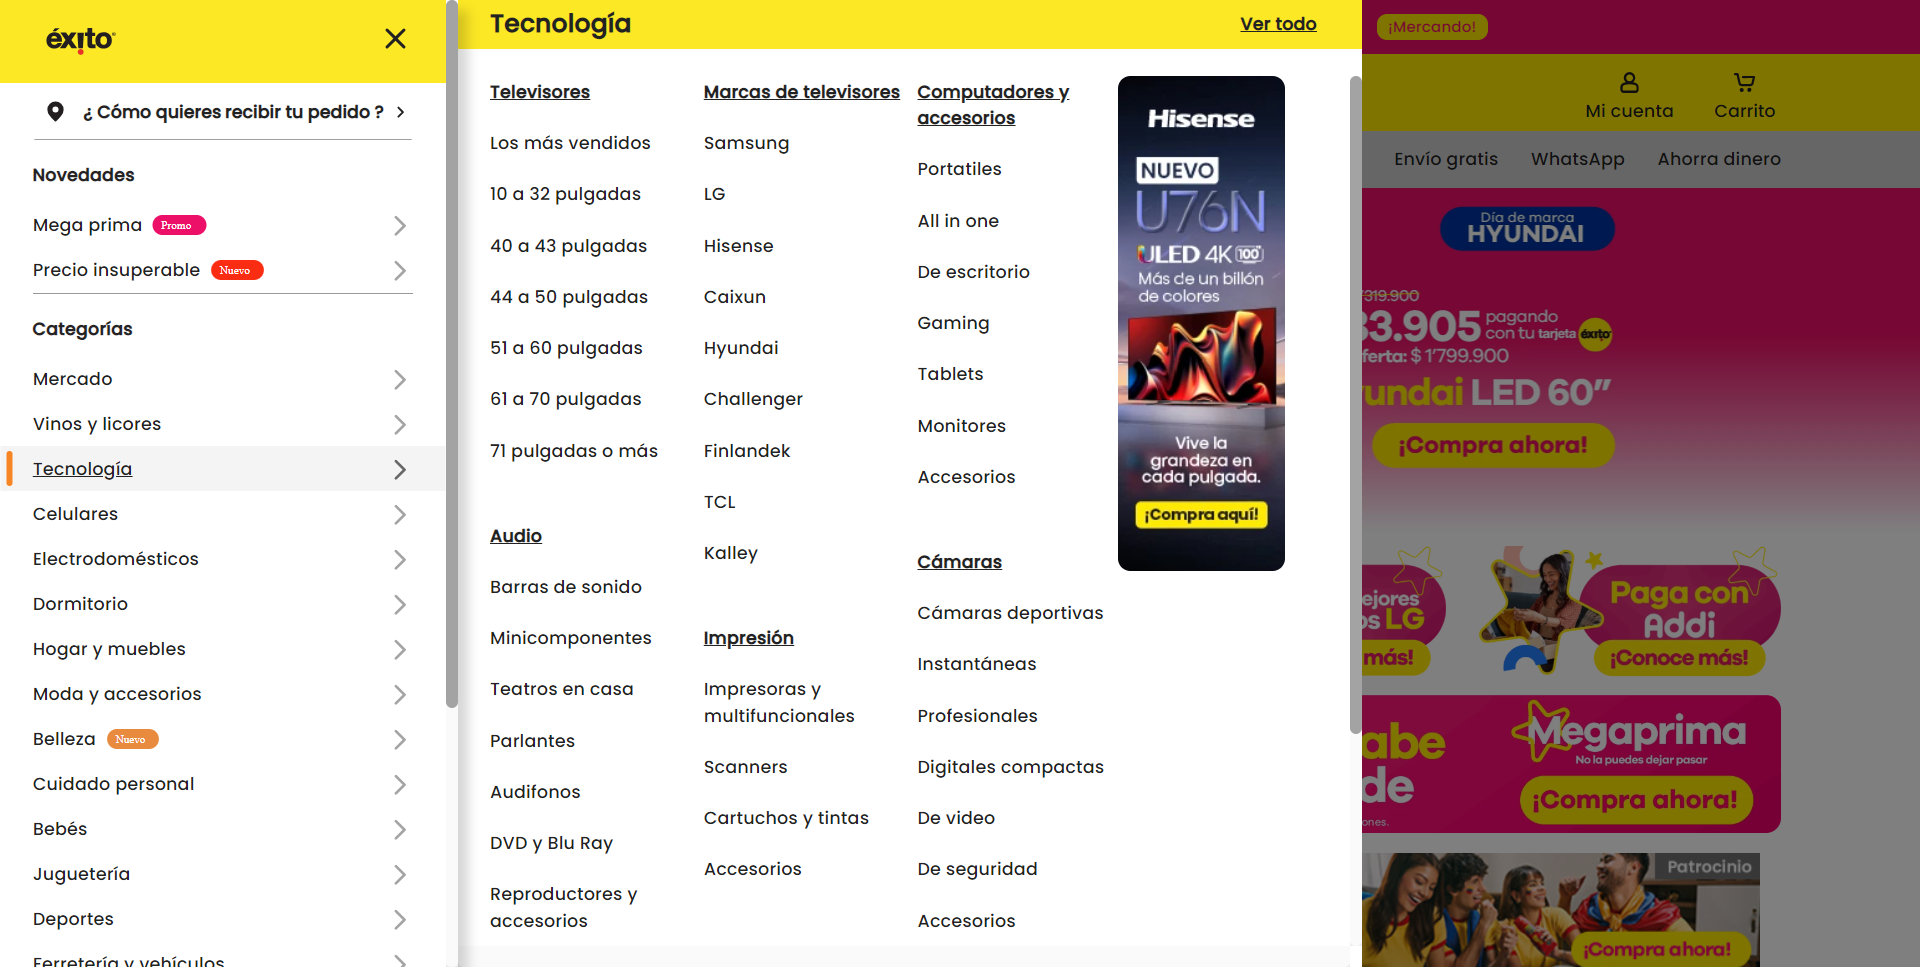 éxito
¿ Cómo quieres recibir tu pedido ?
Novedades
Mega prima Promo
Precio insuperable Nuevo
Categorías
Mercado
Vinos y licores
Tecnología
Celulares
Electrodomésticos
Dormitorio
Hogar y muebles
Moda y accesorios
Belleza Nuevo
Cuidado personal
Bebés
Juguetería
Deportes
Ferretería y vehículos
Tecnología
Ver todo
Televisores
Los más vendidos
10 a 32 pulgadas
40 a 43 pulgadas
44 a 50 pulgadas
51 a 60 pulgadas
61 a 70 pulgadas
71 pulgadas o más
Audio
Barras de sonido
Minicomponentes
Teatros en casa
Parlantes
Audifonos
DVD y Blu Ray
Reproductores y
accesorios
Marcas de televisores
Samsung
LG
Hisense
Caixun
Hyundai
Challenger
Finlandek
TCL
Kalley
Impresión
Impresoras y
multifuncionales
Scanners
Cartuchos y tintas
Accesorios
Computadores y
accesorios
Portatiles
All in one
De escritorio
Gaming
Tablets
Monitores
Accesorios
Cámaras
Cámaras deportivas
Instantáneas
Profesionales
Digitales compactas
De video
De seguridad
Accesorios
Hisense
NUEVO
U76N
ULED 4K 100"
Más de un billón
de colores
Vive la
grandeza en
cada pulgada.
¡Compra aquí!
¡Mercando!
Mi cuenta
Carrito
Envío gratis
WhatsApp
Ahorra dinero
Día de marca
HYUNDAI
319.900
3.905 pagando
con tu tarjeta éxito
ferta: $ 1'799.900
undai LED 60”
¡Compra ahora!
ejores
os LG
más!
Paga con
Addi
¡Conoce más!
abe
de
ones.
Megaprima
No la puedes dejar pasar
¡Compra ahora!
Patrocinio
¡Compra ahora!